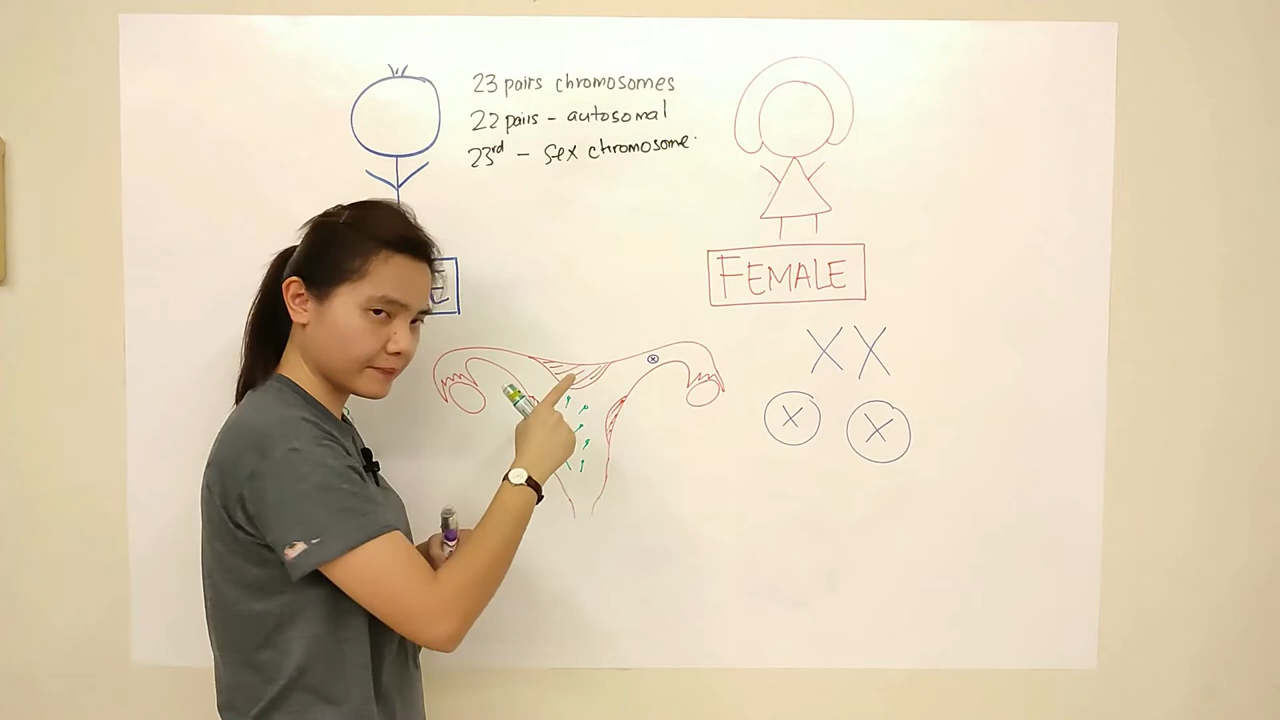 23 pairs chromosomes
22 pairs - autosomal
23rd - Sex chromosome.
E
FEMALE
X X
X
X
X